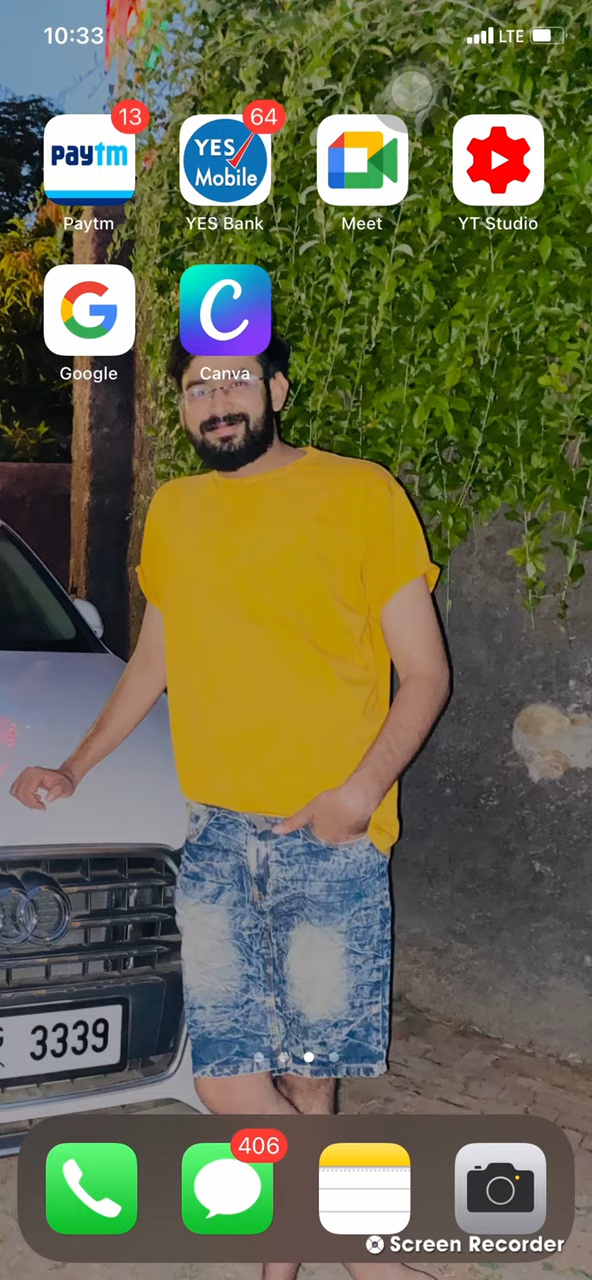 10:33
LTE
13
64
paytm
YES
Mobile
Paytm
YES Bank
Meet
YT Studio
G
C
Google
Canva
3339
406
Screen Recorder